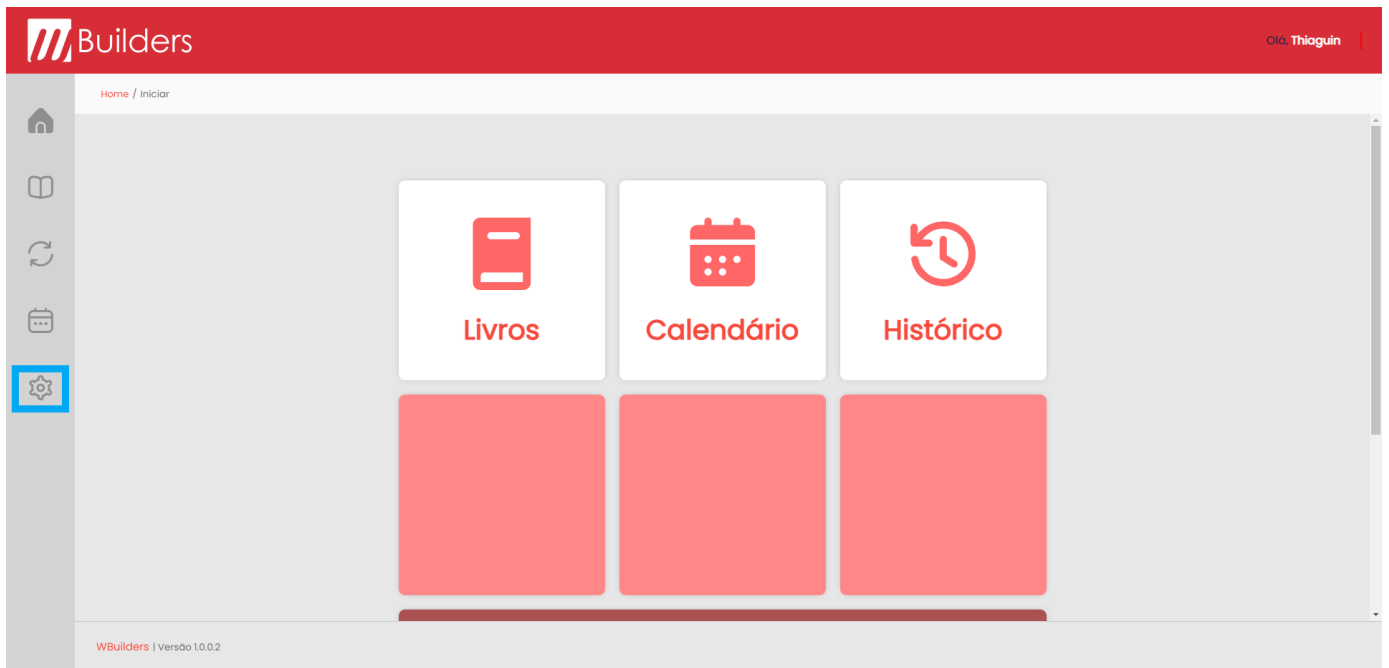 Builders
Olá, Thiaguin
Home / Iniciar
Livros
Calendário
Histórico
WBuilders | Versão 1.0.0.2